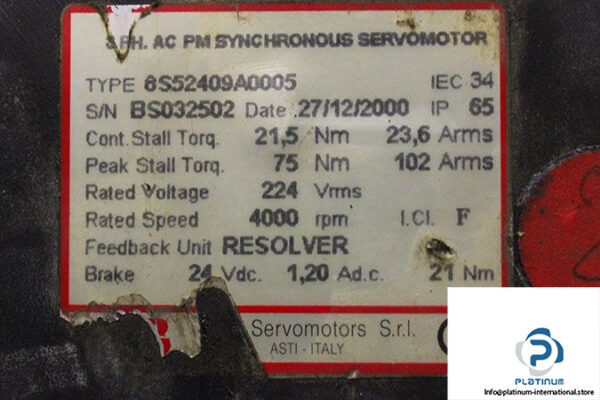 3 PH. AC PM SYNCHRONOUS SERVOMOTOR
TYPE 8S52409A0005 IEC 34
S/N BS032502 Date .27/12/2000 IP 65
Cont.Stall Torq. 21,5 Nm 23,6 Arms
Peak Stall Torq. 75 Nm 102 Arms
Rated Voltage 224 Vrms
Rated Speed 4000 rpm I.Cl. F
Feedback Unit RESOLVER
Brake 24 Vdc. 1,20 Ad.c. 21 Nm
B Servomotors S.r.l.
ASTI - ITALY
PLATINUM
Info@platinum-international.store